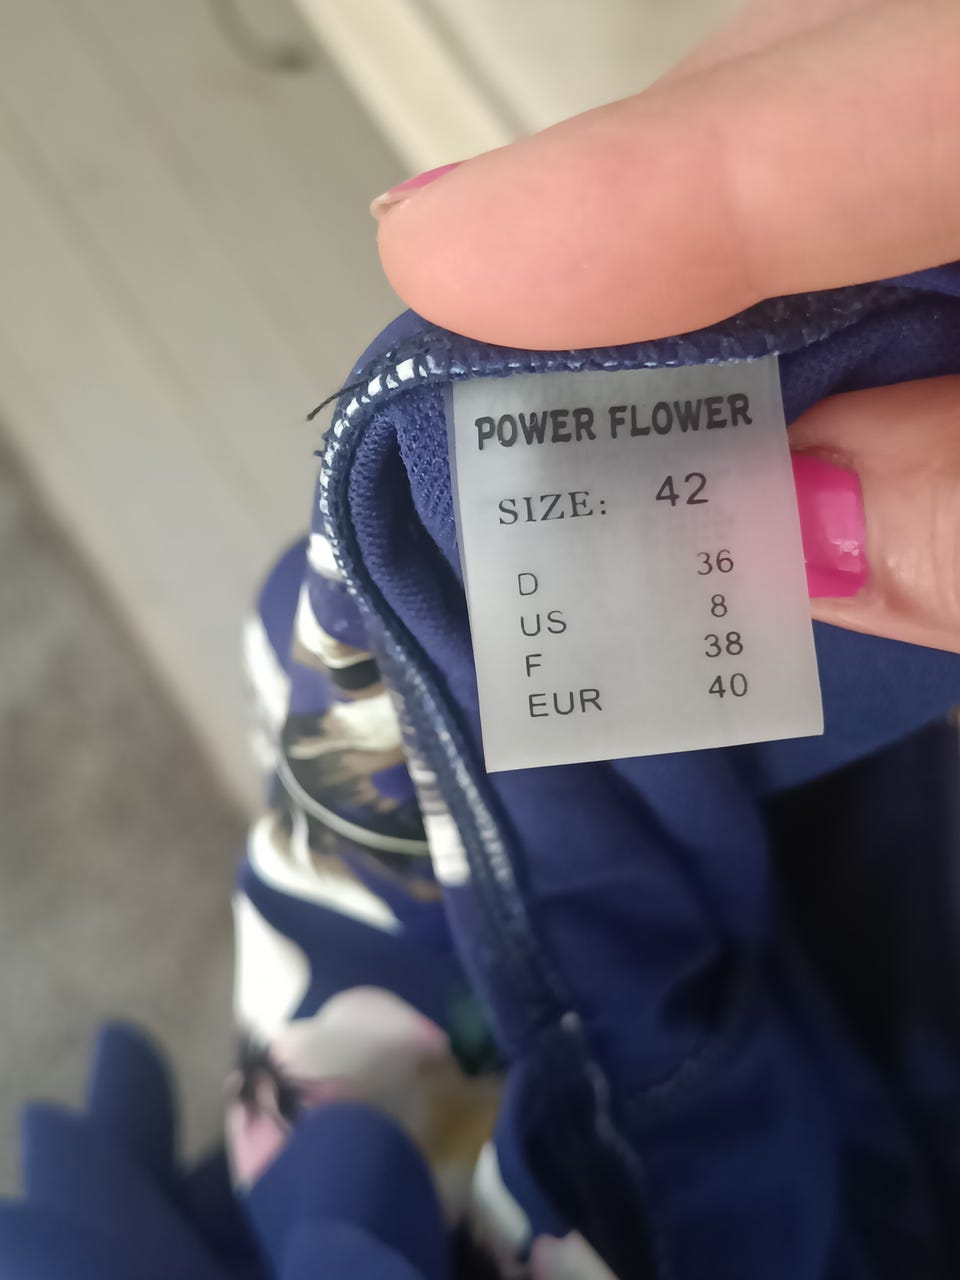 POWER FLOWER
SIZE: 42
D 36
US 8
F 38
EUR 40